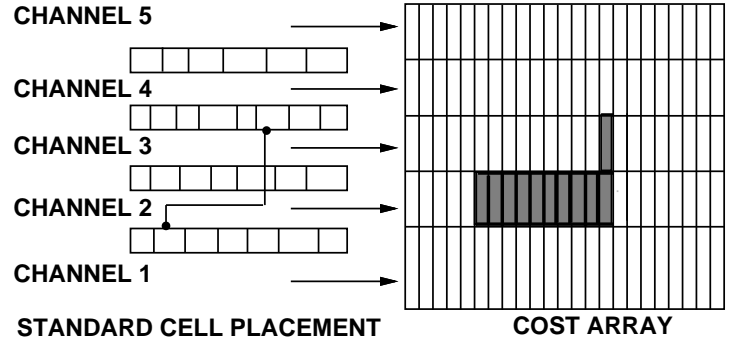 CHANNEL 5
CHANNEL 4
CHANNEL 3
CHANNEL 2
CHANNEL 1
STANDARD CELL PLACEMENT
COST ARRAY